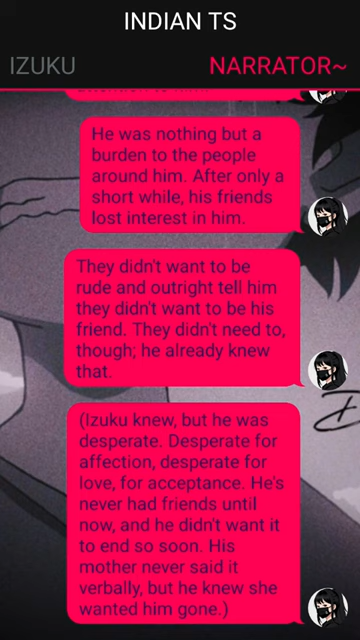 INDIAN TS
IZUKU
NARRATOR~
He was nothing but a
burden to the people
around him. After only a
short while, his friends
lost interest in him.
They didn't want to be
rude and outright tell him
they didn't want to be his
friend. They didn't need to,
though; he already knew
that.
(Izuku knew, but he was
desperate. Desperate for
affection, desperate for
love, for acceptance. He's
never had friends until
now, and he didn't want it
to end so soon. His
mother never said it
verbally, but he knew she
wanted him gone.)